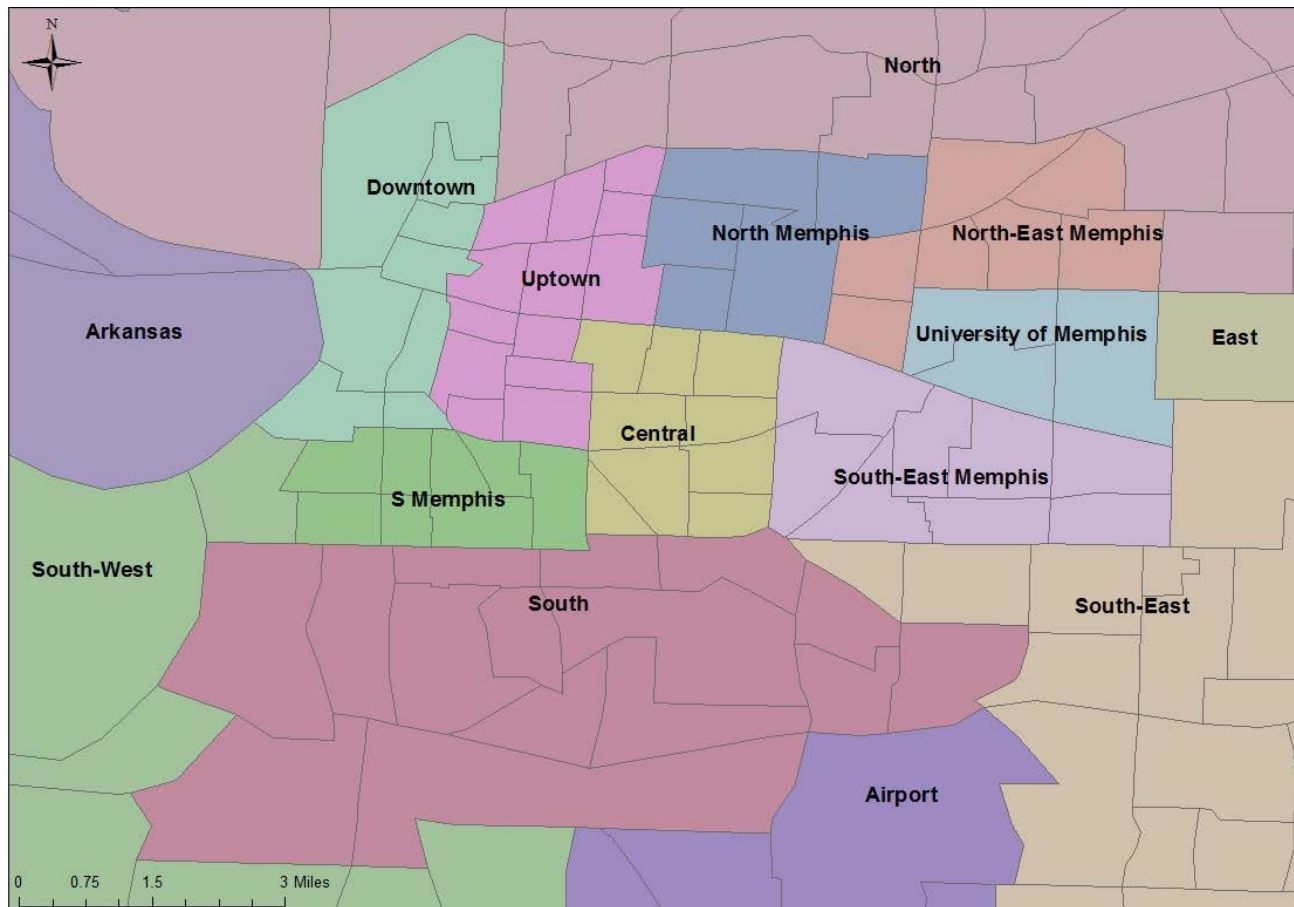 N
North
Downtown
North Memphis
North-East Memphis
Uptown
Arkansas
University of Memphis
East
Central
South-East Memphis
S Memphis
South-West
South
South-East
Airport
0 0.75 1.5 3 Miles